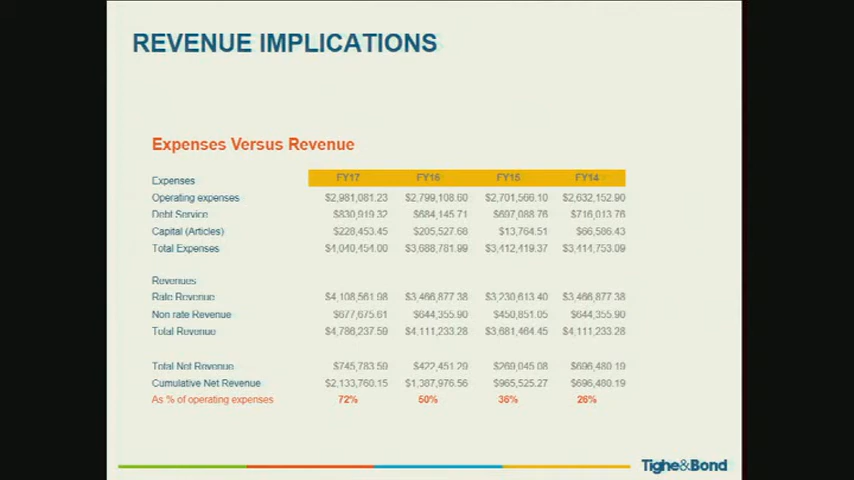 REVENUE IMPLICATIONS
Expenses Versus Revenue
Expenses FY17 FY16 FY15 FY14
Operating expenses $2,981,081.23 $2,799,108.60 $2,701,566.10 $2,632,152.90
Debt Service $830,919.32 $684,145.71 $697,088.76 $716,013.76
Capital (Articles) $228,453.45 $205,527.68 $13,764.51 $66,586.43
Total Expenses $4,040,454.00 $3,688,781.99 $3,412,419.37 $3,414,753.09
Revenues
Rate Revenue $4,108,561.98 $3,466,877.38 $3,230,613.40 $3,466,877.38
Non rate Revenue $677,675.61 $644,355.90 $450,851.05 $644,355.90
Total Revenue $4,786,237.59 $4,111,233.28 $3,681,464.45 $4,111,233.28
Total Net Revenue $745,783.59 $422,451.29 $269,045.08 $696,480.19
Cumulative Net Revenue $2,133,760.15 $1,387,976.56 $965,525.27 $696,480.19
As % of operating expenses 72% 50% 36% 26%
Tighe&Bond